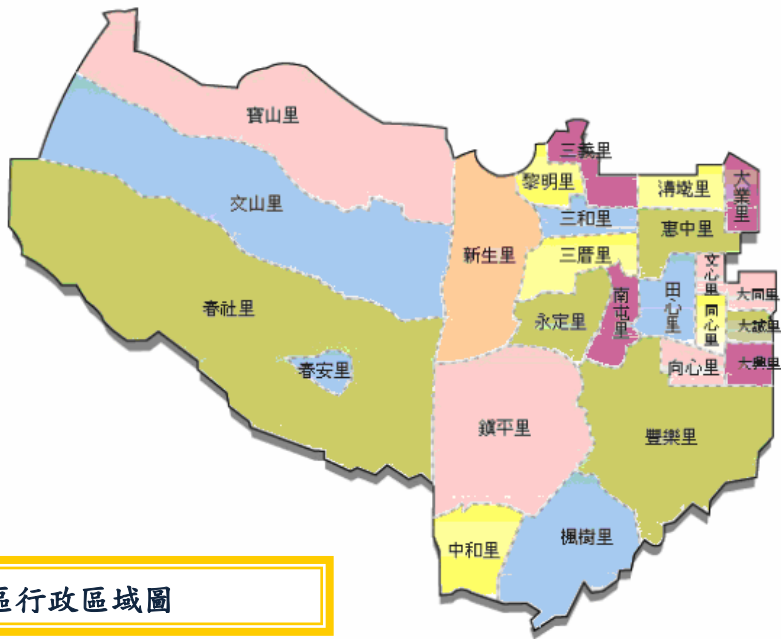 寶山里
三義里
黎明里
溝墘里
大業里
文山里
三和里
惠中里
新生里
三厝里
文心里
大同里
田心里
南屯里
春社里
永定里
同心里
大誠里
春安里
向心里
大興里
鎮平里
豐樂里
楓樹里
中和里
區行政區域圖